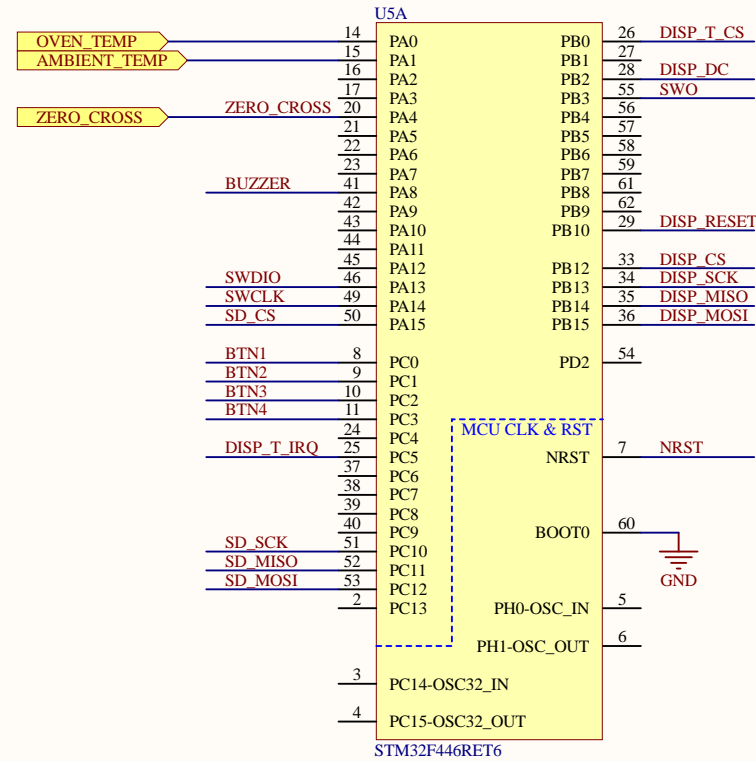 U5A
OVEN_TEMP 14 PA0 PB0 26 DISP_T_CS
AMBIENT_TEMP 15 PA1 PB1 27
16 PA2 PB2 28 DISP_DC
17 PA3 PB3 55 SWO
ZERO_CROSS ZERO_CROSS 20 PA4 PB4 56
21 PA5 PB5 57
22 PA6 PB6 58
23 PA7 PB7 59
BUZZER 41 PA8 PB8 61
42 PA9 PB9 62
43 PA10 PB10 29 DISP_RESET
44 PA11
45 PA12 PB12 33 DISP_CS
SWDIO 46 PA13 PB13 34 DISP_SCK
SWCLK 49 PA14 PB14 35 DISP_MISO
SD_CS 50 PA15 PB15 36 DISP_MOSI
BTN1 8 PC0 PD2 54
BTN2 9 PC1
BTN3 10 PC2
BTN4 11 PC3
24 PC4 MCU CLK & RST
DISP_T_IRQ 25 PC5 NRST 7 NRST
37 PC6
38 PC7
39 PC8
40 PC9 BOOT0 60
SD_SCK 51 PC10
SD_MISO 52 PC11
SD_MOSI 53 PC12
GND
2 PC13 PH0-OSC_IN 5
PH1-OSC_OUT 6
3 PC14-OSC32_IN
4 PC15-OSC32_OUT
STM32F446RET6